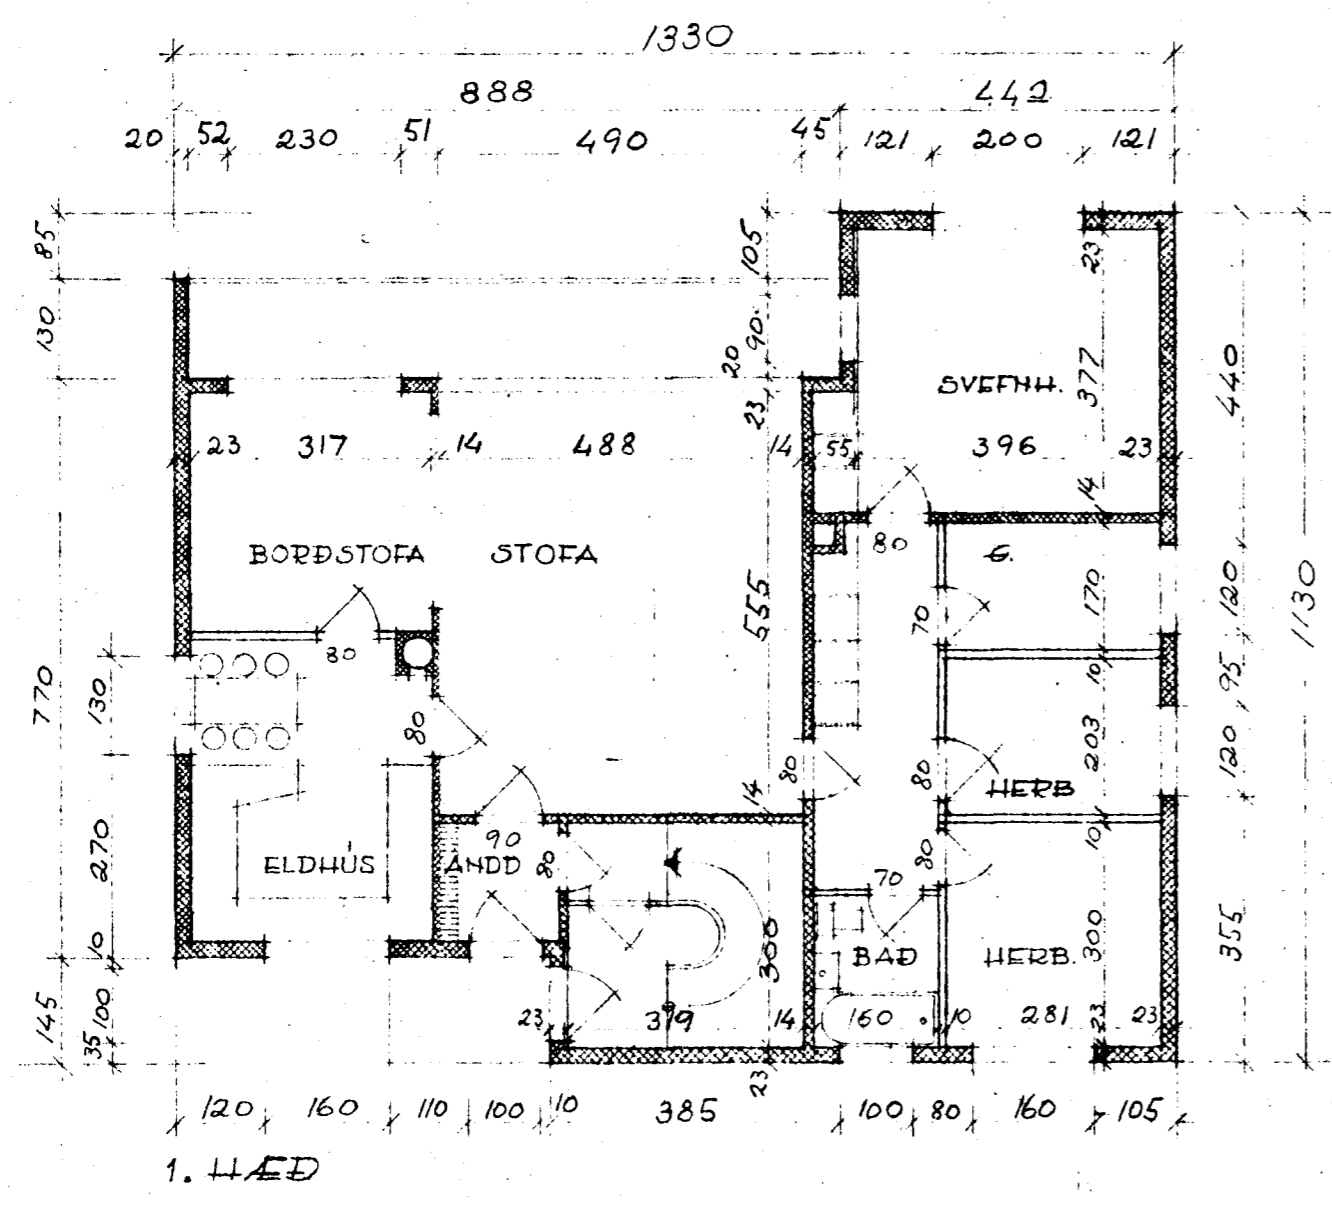 1330
888 442
20 52 230 51 490 45 121 200 121
85 105 23
130 90 20 377 440
SVEFNH.
23
23 317 14 488 14 55 396 23
14
BORÐSTOFA STOFA 80 G.
555 170 120 1130
70
80
10 95
770 130 80 203 120
80 80
14 HERB
90
270 ELDHÚS ANDD 80 80 10
70
300 BAÐ 300 HERB. 355
10
145 100 23 319 14 160 10 281 23 23
35
23
120 160 110 100 10 385 100 80 160 105
1. HÆÐ